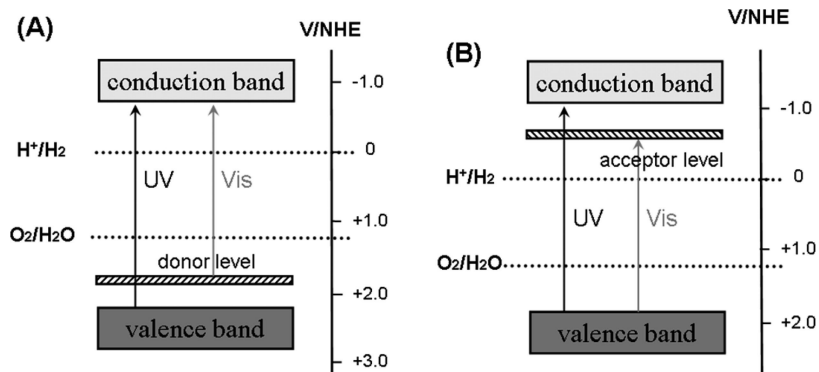 (A)
V/NHE
conduction band
-1.0
H⁺/H₂
0
UV
Vis
+1.0
O₂/H₂O
donor level
+2.0
valence band
+3.0
(B)
V/NHE
conduction band
-1.0
acceptor level
H⁺/H₂
0
UV
Vis
+1.0
O₂/H₂O
valence band
+2.0